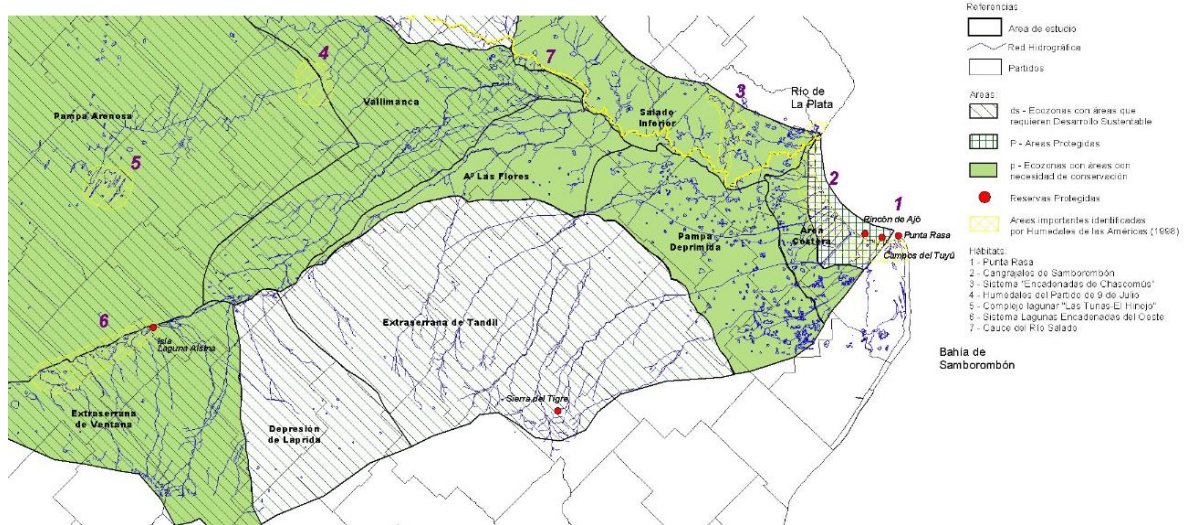 4
7
3
Río de
La Plata
Pampa Arenosa
Vallimanca
Salado
Inferior
5
Aº Las Flores
2
1
Rincón de Ajó
Punta Rasa
Area
Costera
Campos del Tuyú
Pampa
Deprimida
6
Isla
Laguna Alsina
Extraserrana de Tandil
Bahía de
Samborombón
Sierra del Tigre
Extraserrana
de Ventana
Depresión
de Laprida
Referencias
Area de estudio
Red Hidrográfica
Partidos
Areas:
ds - Ecozonas con áreas que
requieren Desarrollo Sustentable
P - Areas Protegidas
p - Ecozonas con áreas con
necesidad de conservación
Reservas Protegidas
Areas importantes identificadas
por Humedales de las Américas (1998)
Hábitats:
1 - Punta Rasa
2 - Cangrejales de Samborombón
3 - Sistema "Encadenadas de Chascomús"
4 - Humedales del Partido de 9 de Julio
5 - Complejo lagunar "Las Tunas-El Hinojo"
6 - Sistema Lagunas Encadenadas del Oeste
7 - Cauce del Río Salado